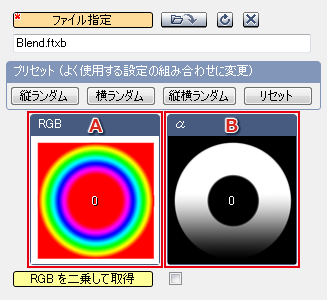 * ファイル指定
Blend.ftxb
プリセット (よく使用する設定の組み合わせに変更)
縦ランダム 横ランダム 縦横ランダム リセット
RGB A α B
0 0
RGB を二乗して取得